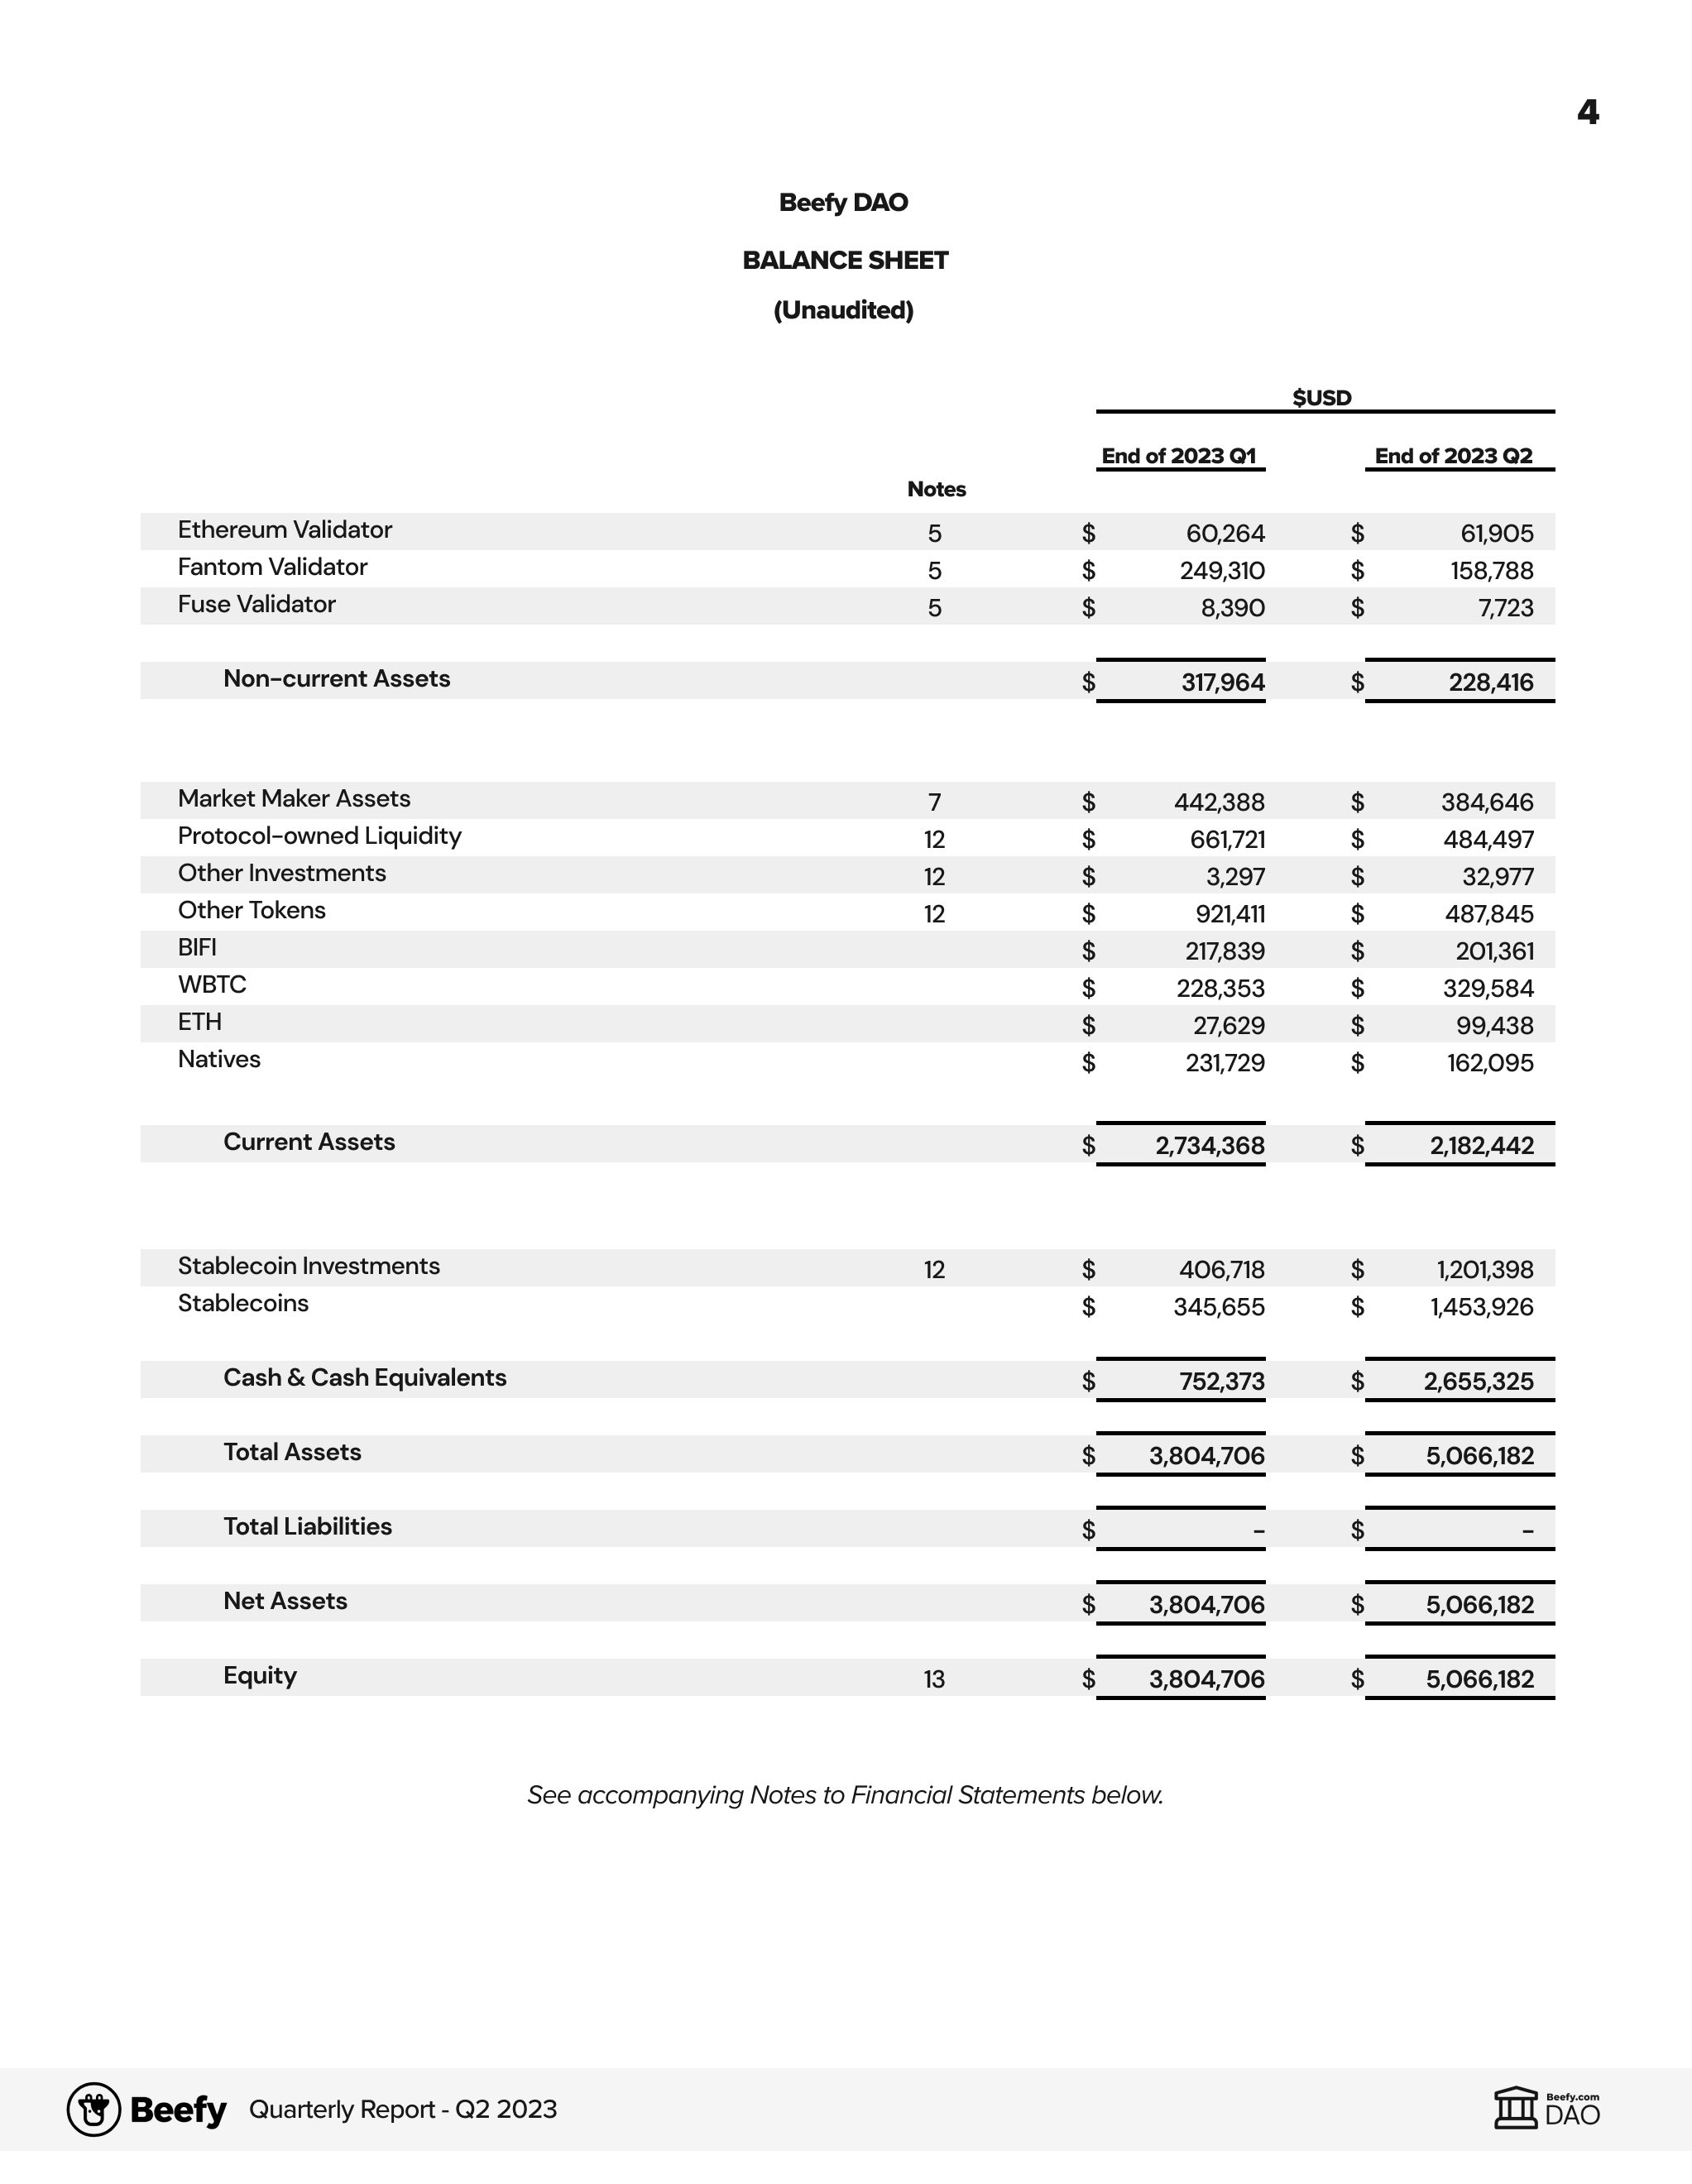 4
Beefy DAO
BALANCE SHEET
(Unaudited)
$USD
End of 2023 Q1 End of 2023 Q2
Notes
Ethereum Validator 5 $ 60,264 $ 61,905
Fantom Validator 5 $ 249,310 $ 158,788
Fuse Validator 5 $ 8,390 $ 7,723
Non-current Assets $ 317,964 $ 228,416
Market Maker Assets 7 $ 442,388 $ 384,646
Protocol-owned Liquidity 12 $ 661,721 $ 484,497
Other Investments 12 $ 3,297 $ 32,977
Other Tokens 12 $ 921,411 $ 487,845
BIFI $ 217,839 $ 201,361
WBTC $ 228,353 $ 329,584
ETH $ 27,629 $ 99,438
Natives $ 231,729 $ 162,095
Current Assets $ 2,734,368 $ 2,182,442
Stablecoin Investments 12 $ 406,718 $ 1,201,398
Stablecoins $ 345,655 $ 1,453,926
Cash & Cash Equivalents $ 752,373 $ 2,655,325
Total Assets $ 3,804,706 $ 5,066,182
Total Liabilities $ - $ -
Net Assets $ 3,804,706 $ 5,066,182
Equity 13 $ 3,804,706 $ 5,066,182
See accompanying Notes to Financial Statements below.
Beefy Quarterly Report - Q2 2023
Beefy.com
DAO